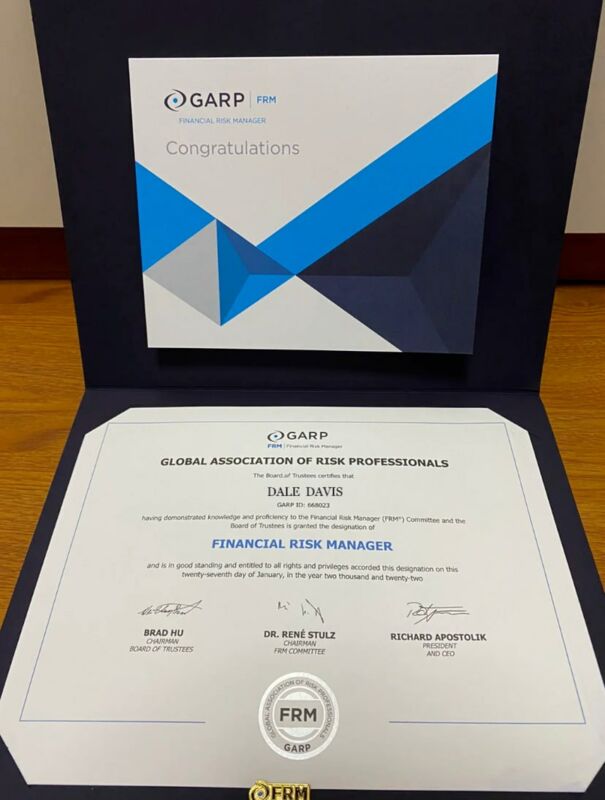 GARP | FRM
FINANCIAL RISK MANAGER
Congratulations
GARP
FRM | Financial Risk Manager
GLOBAL ASSOCIATION OF RISK PROFESSIONALS
The Board of Trustees certifies that
DALE DAVIS
GARP ID: 668023
having demonstrated knowledge and proficiency to the Financial Risk Manager (FRM®) Committee and the
Board of Trustees is granted the designation of
FINANCIAL RISK MANAGER
and is in good standing and entitled to all rights and privileges accorded this designation on this
twenty-seventh day of January, in the year two thousand and twenty-two
BRAD HU
CHAIRMAN
BOARD OF TRUSTEES
DR. RENÉ STULZ
CHAIRMAN
FRM COMMITTEE
RICHARD APOSTOLIK
PRESIDENT
AND CEO
GLOBAL ASSOCIATION OF RISK PROFESSIONALS
FRM
GARP
FRM